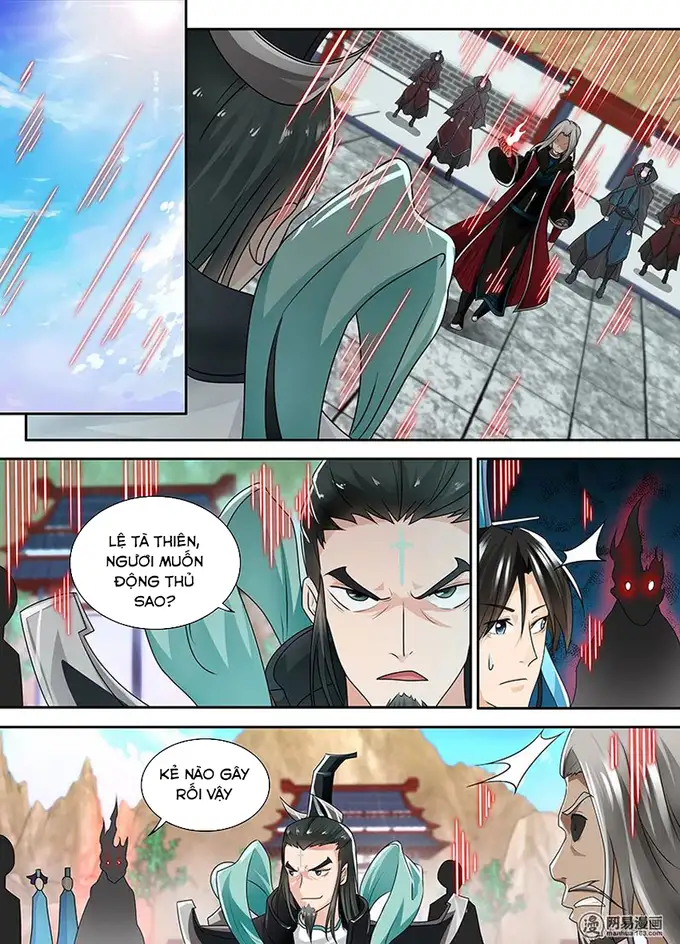 LỆ TÀ THIÊN,
NGƯƠI MUỐN
ĐỘNG THỦ
SAO?
KẺ NÀO GÂY
RỐI VẬY
网易漫画
manhua.163.com